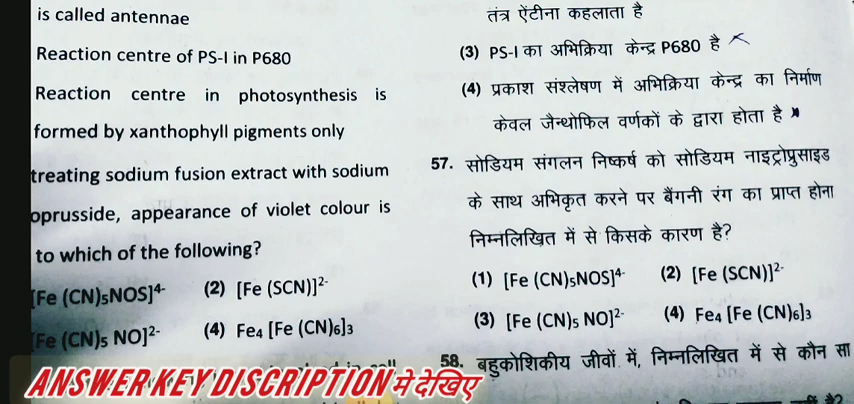 is called antennae
Reaction centre of PS-I in P680
Reaction centre in photosynthesis is
formed by xanthophyll pigments only
treating sodium fusion extract with sodium
oprusside, appearance of violet colour is
to which of the following?
[Fe (CN)₅NOS]⁴⁻ (2) [Fe (SCN)]²⁻
[Fe (CN)₅ NO]²⁻ (4) Fe₄ [Fe (CN)₆]₃
तंत्र ऐंटीना कहलाता है
(3) PS-I का अभिक्रिया केन्द्र P680 है
(4) प्रकाश संश्लेषण में अभिक्रिया केन्द्र का निर्माण
केवल जैन्थोफिल वर्णकों के द्वारा होता है
57. सोडियम संगलन निष्कर्ष को सोडियम नाइट्रोप्रुसाइड
के साथ अभिकृत करने पर बैंगनी रंग का प्राप्त होना
निम्नलिखित में से किसके कारण है?
(1) [Fe (CN)₅NOS]⁴⁻ (2) [Fe (SCN)]²⁻
(3) [Fe (CN)₅ NO]²⁻ (4) Fe₄ [Fe (CN)₆]₃
58. बहुकोशिकीय जीवों में, निम्नलिखित में से कौन सा
ANSWER KEY DISCRIPTION मे देखिए